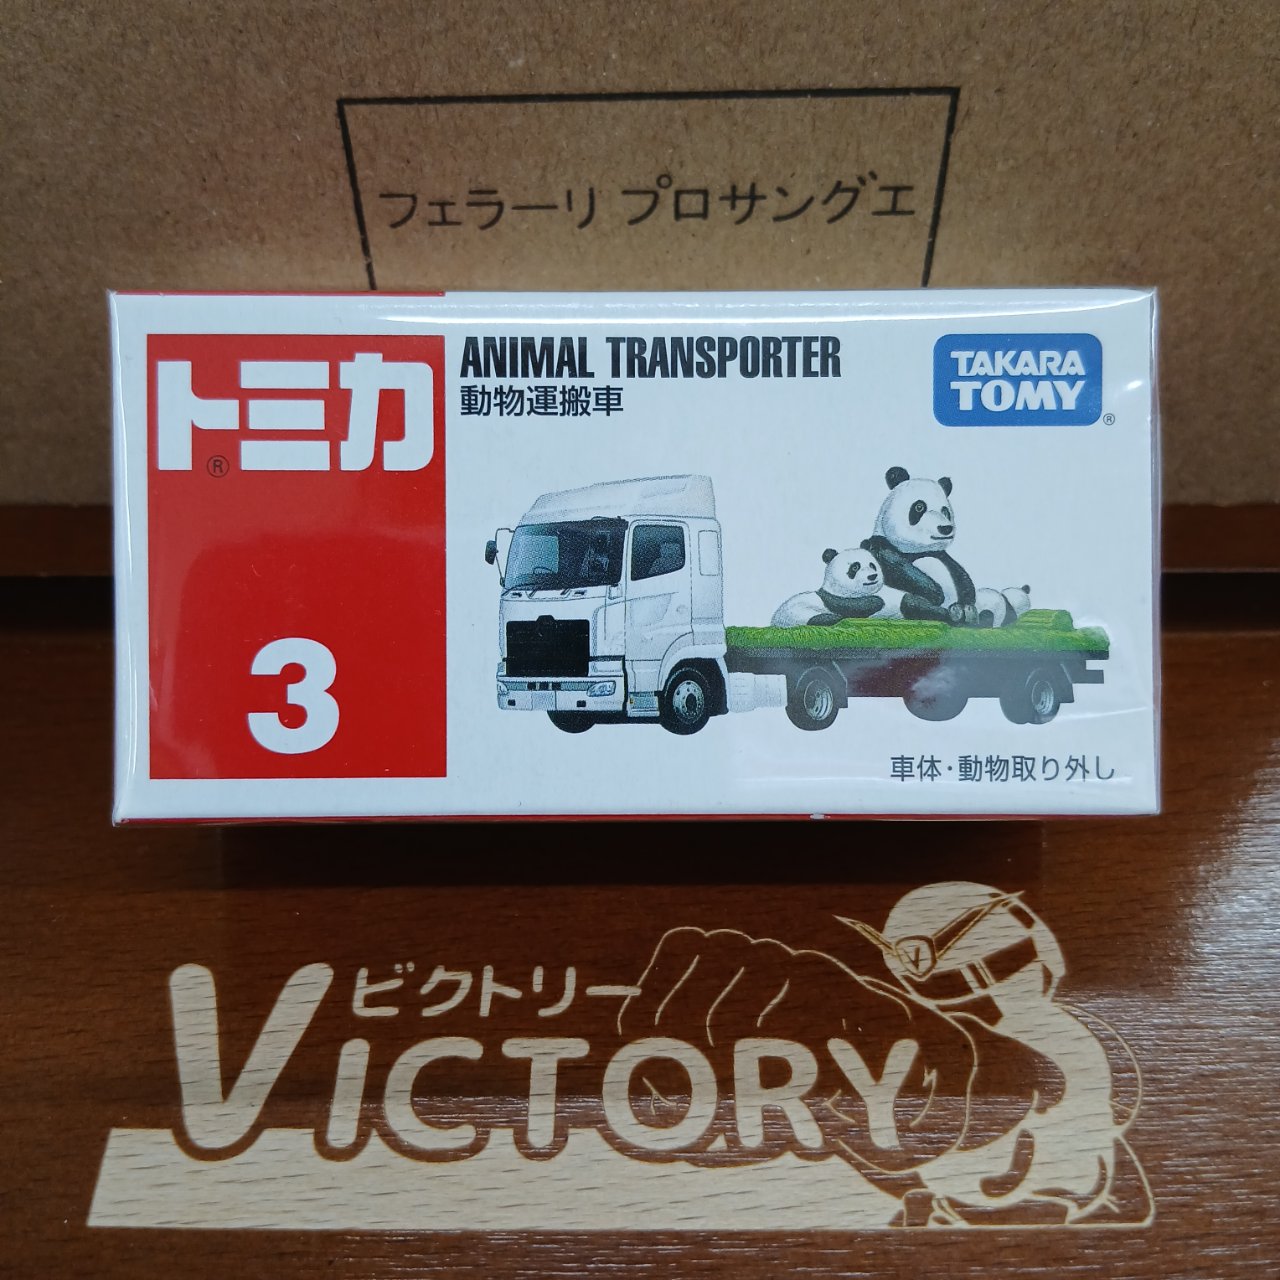 フェラーリ プロサングエ
トミカ®
3
ANIMAL TRANSPORTER
動物運搬車
TAKARA
TOMY®
車体・動物取り外し
ビクトリー
VICTORY
V